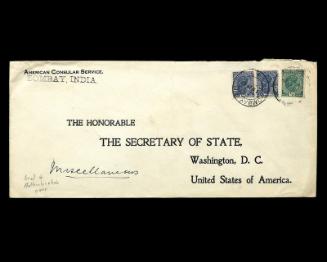 AMERICAN CONSULAR SERVICE.
BOMBAY, INDIA
THE HONORABLE
THE SECRETARY OF STATE,
Washington, D. C.
United States of America.
Miscellaneous